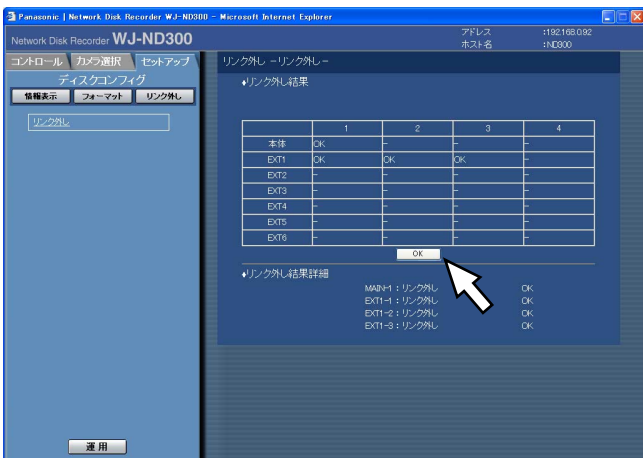 Panasonic | Network Disk Recorder WJ-ND300 - Microsoft Internet Explorer
Network Disk Recorder WJ-ND300
アドレス :192.168.0.92
ホスト名 :ND300
コントロール カメラ選択 セットアップ
ディスクコンフィグ
情報表示 フォーマット リンク外し
リンク外し
運用
リンク外し −リンク外し−
♦リンク外し結果
1 2 3 4
本体 OK - - -
EXT1 OK OK OK -
EXT2 - - - -
EXT3 - - - -
EXT4 - - - -
EXT5 - - - -
EXT6 - - - -
OK
♦リンク外し結果詳細
MAIN-1:リンク外し OK
EXT1-1:リンク外し OK
EXT1-2:リンク外し OK
EXT1-3:リンク外し OK